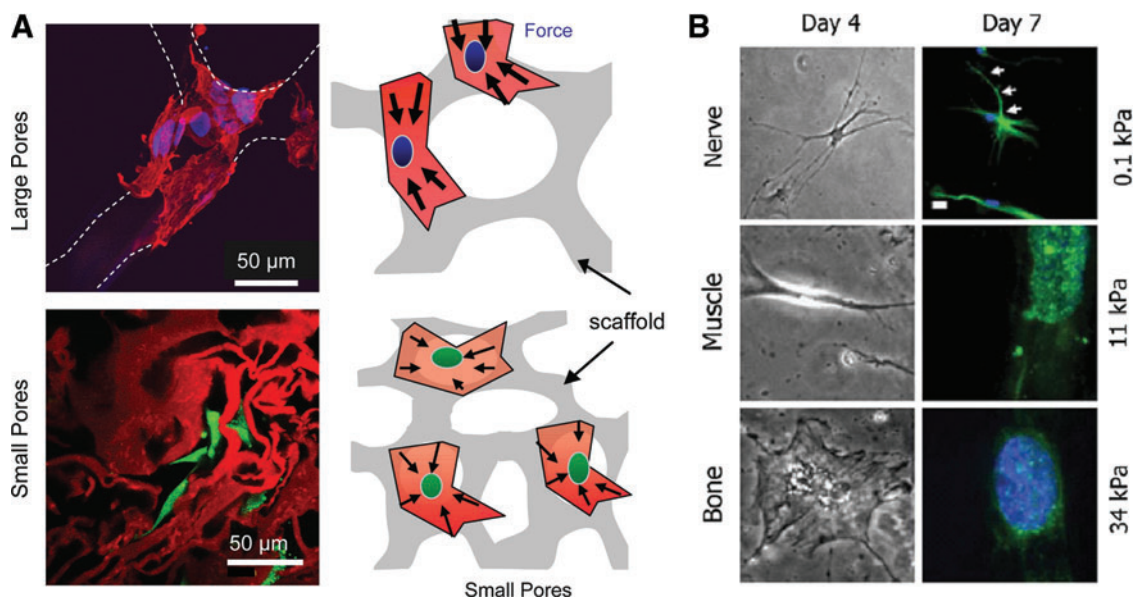 A
Large Pores
50 µm
Force
scaffold
Small Pores
50 µm
Small Pores
B
Day 4
Day 7
Nerve
0.1 kPa
Muscle
11 kPa
Bone
34 kPa